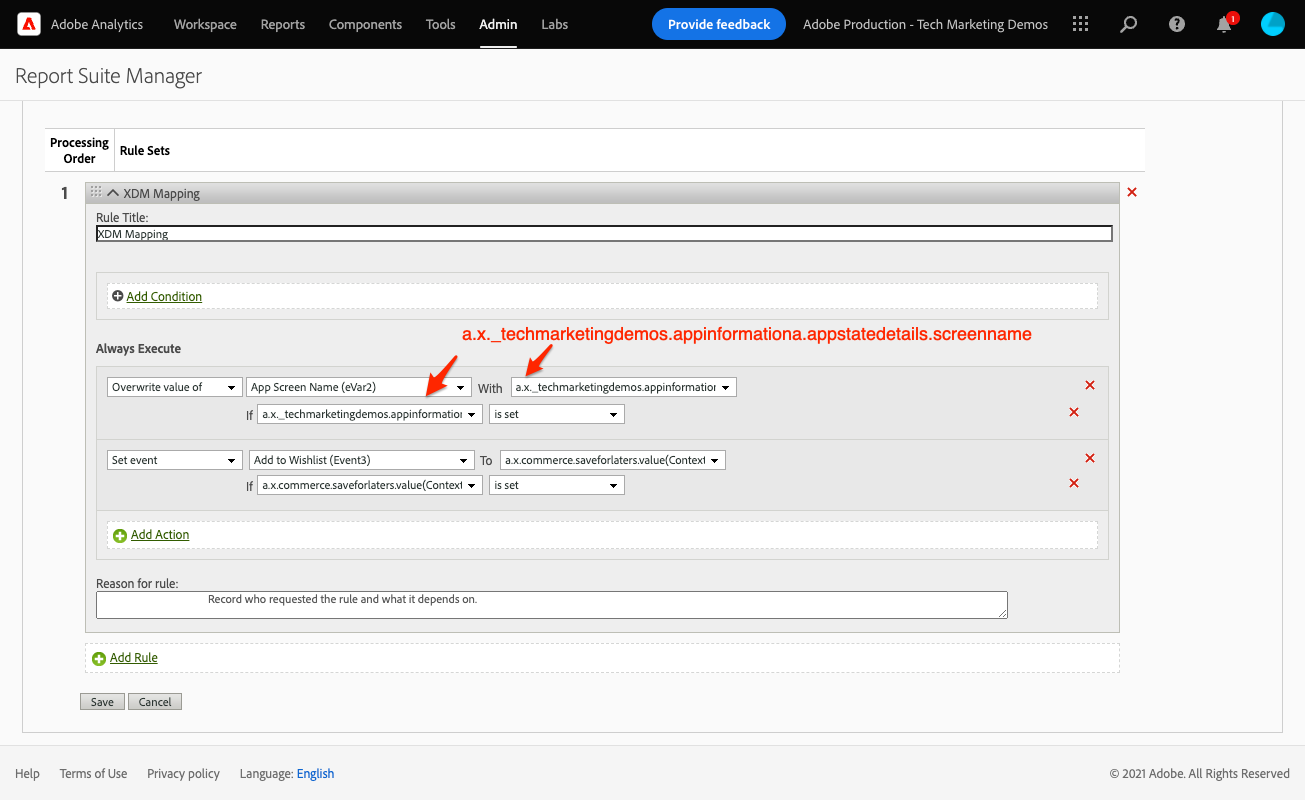 Adobe Analytics Workspace Reports Components Tools Admin Labs Provide feedback Adobe Production - Tech Marketing Demos 1
Report Suite Manager
Processing Order Rule Sets
1 XDM Mapping
Rule Title:
XDM Mapping
Add Condition
a.x._techmarketingdemos.appinformationa.appstatedetails.screenname
Always Execute
Overwrite value of App Screen Name (eVar2) With a.x._techmarketingdemos.appinformation
If a.x._techmarketingdemos.appinformation is set
Set event Add to Wishlist (Event3) To a.x.commerce.saveforlaters.value(Context
If a.x.commerce.saveforlaters.value(Context is set
Add Action
Reason for rule:
Record who requested the rule and what it depends on.
Add Rule
Save Cancel
Help Terms of Use Privacy policy Language: English © 2021 Adobe. All Rights Reserved